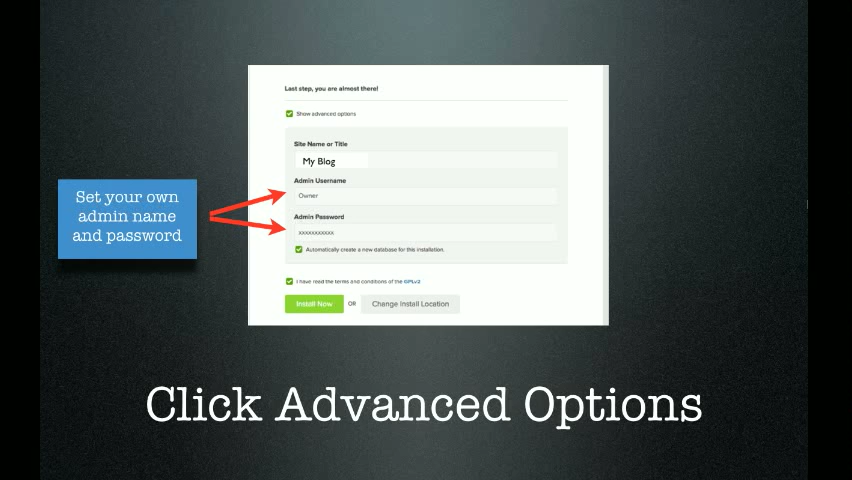 Last step, you are almost there!
Show advanced options
Site Name or Title
My Blog
Admin Username
Owner
Set your own
admin name
and password
Admin Password
xxxxxxxxxxx
Automatically create a new database for this installation.
I have read the terms and conditions of the GPLv2
Install Now OR Change Install Location
Click Advanced Options